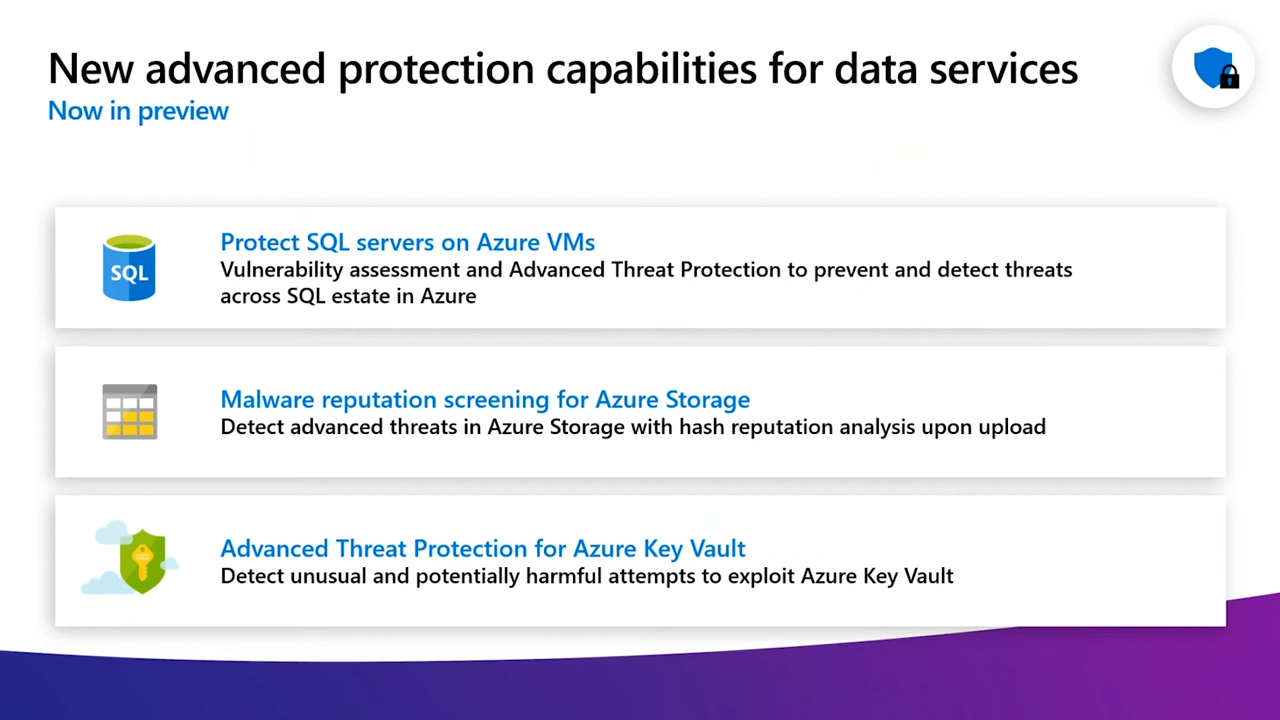 New advanced protection capabilities for data services
Now in preview
SQL
Protect SQL servers on Azure VMs
Vulnerability assessment and Advanced Threat Protection to prevent and detect threats
across SQL estate in Azure
Malware reputation screening for Azure Storage
Detect advanced threats in Azure Storage with hash reputation analysis upon upload
Advanced Threat Protection for Azure Key Vault
Detect unusual and potentially harmful attempts to exploit Azure Key Vault